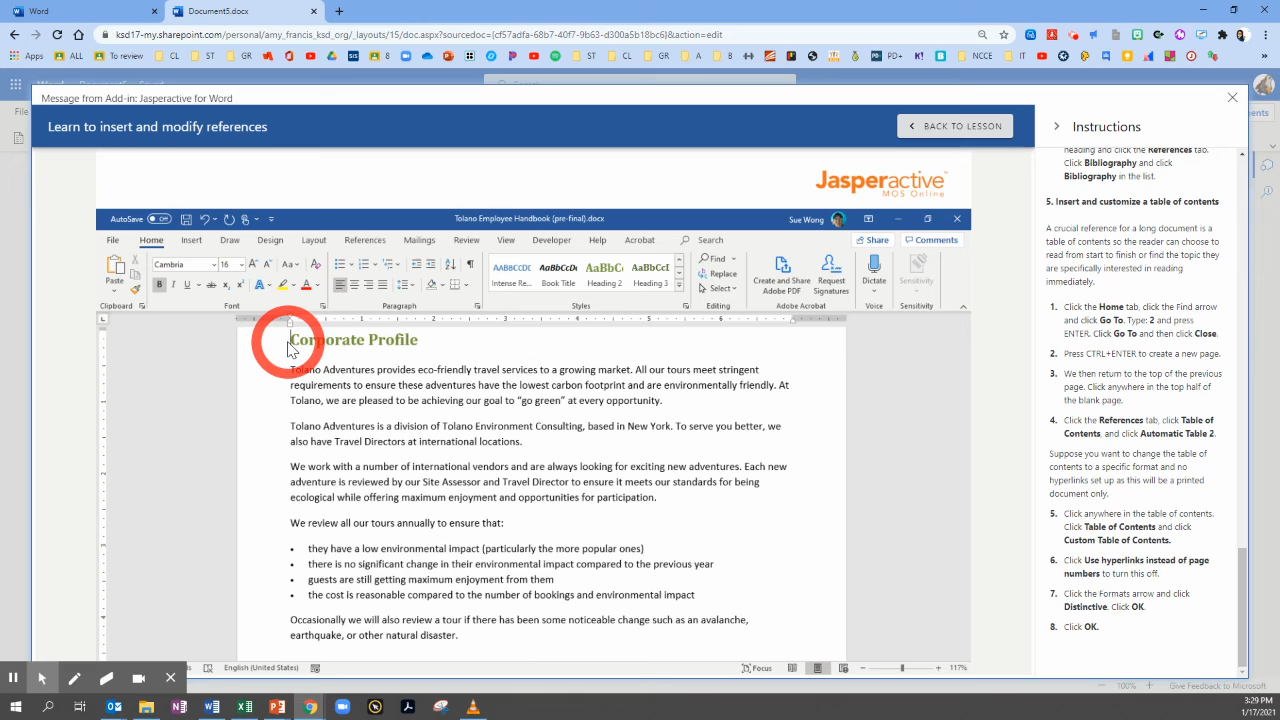 Word
Document5.docx
ksd17-my.sharepoint.com/personal/amy_francis_ksd_org/_layouts/15/doc.aspx?sourcedoc={cf57adfa-68b7-40f7-9b63-d300a5b18bc6}&action=edit
Apps ALL ALL To Do CL ST GR A B ST CL GR A 8 PD PD+ K NCCE IT
Message from Add-in: Jasperactive for Word
Learn to insert and modify references
BACK TO LESSON
Instructions
Jasperactive
MOS Online
AutoSave Off
Tolano Employee Handbook (pre-final).docx
Sue Wong
File Home Insert Draw Design Layout References Mailings Review View Developer Help Acrobat Search
Share Comments
Cambria 16
Paste
Clipboard Font Paragraph Styles Editing Adobe Acrobat Voice Sensitivity
AABBCCDC AaBbCcDc AaBbCc AaBbCcI
Intense Re... Book Title Heading 2 Heading 3
Find
Replace
Select
Create and Share Adobe PDF
Request Signatures
Dictate
Sensitivity
Corporate Profile
Tolano Adventures provides eco-friendly travel services to a growing market. All our tours meet stringent
requirements to ensure these adventures have the lowest carbon footprint and are environmentally friendly. At
Tolano, we are pleased to be achieving our goal to “go green” at every opportunity.
Tolano Adventures is a division of Tolano Environment Consulting, based in New York. To serve you better, we
also have Travel Directors at international locations.
We work with a number of international vendors and are always looking for exciting new adventures. Each new
adventure is reviewed by our Site Assessor and Travel Director to ensure it meets our standards for being
ecological while offering maximum enjoyment and opportunities for participation.
We review all our tours annually to ensure that:
• they have a low environmental impact (particularly the more popular ones)
• there is no significant change in their environmental impact compared to the previous year
• guests are still getting maximum enjoyment from them
• the cost is reasonable compared to the number of bookings and environmental impact
Occasionally we will also review a tour if there has been some noticeable change such as an avalanche,
earthquake, or other natural disaster.
English (United States)
Focus
117%
heading and click the References tab.
Click Bibliography and click
Bibliography in the list.
5. Insert and customize a table of contents
A crucial reference for a long document is a
table of contents so the reader can choose to
read from start to finish or find the topic they
are specifically interested in reading
immediately.
1. Click the Home tab, click the Find arrow
and click Go To. Type: 2 and press
ENTER. Click Go To and then click Close.
2. Press CTRL+ENTER to create a new page.
3. We return to the top of the previous
page. Click anywhere in the top half of
the page.
4. Click the References tab, click Table of
Contents, and click Automatic Table 2.
Suppose you want to change the table of
contents to a specific format and no
hyperlinks set up as this will be a printed
document only.
5. Click anywhere in the table of contents.
Click Table of Contents and click
Custom Table of Contents.
6. Click Use hyperlinks instead of page
numbers to turn this off.
7. Click the Formats arrow and click
Distinctive. Click OK.
8. Click OK.
100%
Give Feedback to Microsoft
3:29 PM
1/17/2021